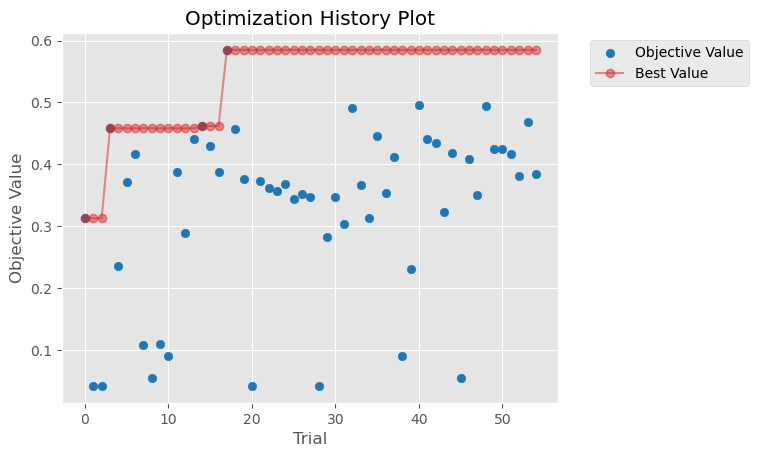 Optimization History Plot
0.6
0.5
0.4
0.3
0.2
0.1
Objective Value
0 10 20 30 40 50
Trial
Objective Value
Best Value